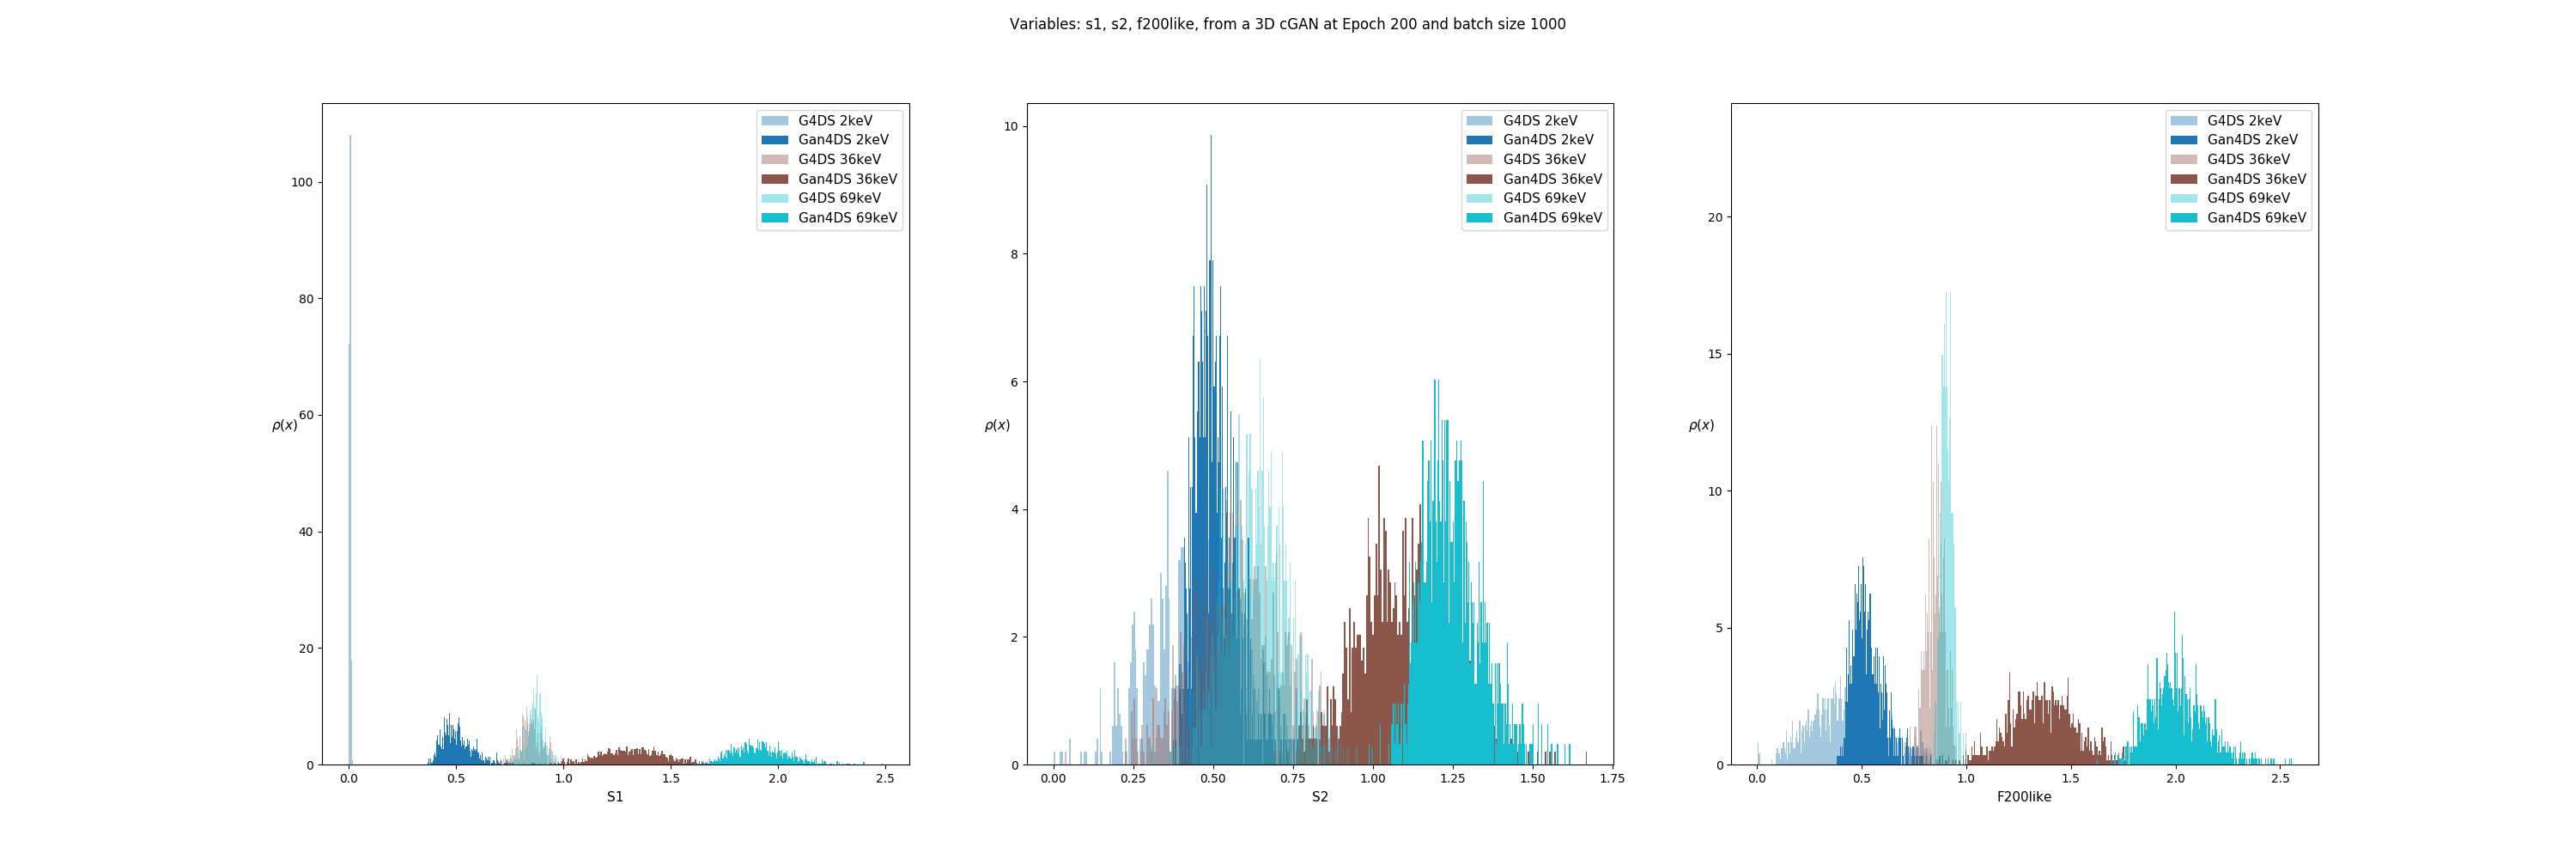 Variables: s1, s2, f200like, from a 3D cGAN at Epoch 200 and batch size 1000
G4DS 2keV
Gan4DS 2keV
G4DS 36keV
Gan4DS 36keV
G4DS 69keV
Gan4DS 69keV
100
80
60
40
20
0
ρ(x)
0.0 0.5 1.0 1.5 2.0 2.5
S1
G4DS 2keV
Gan4DS 2keV
G4DS 36keV
Gan4DS 36keV
G4DS 69keV
Gan4DS 69keV
10
8
6
4
2
0
ρ(x)
0.00 0.25 0.50 0.75 1.00 1.25 1.50 1.75
S2
G4DS 2keV
Gan4DS 2keV
G4DS 36keV
Gan4DS 36keV
G4DS 69keV
Gan4DS 69keV
20
15
10
5
0
ρ(x)
0.0 0.5 1.0 1.5 2.0 2.5
F200like